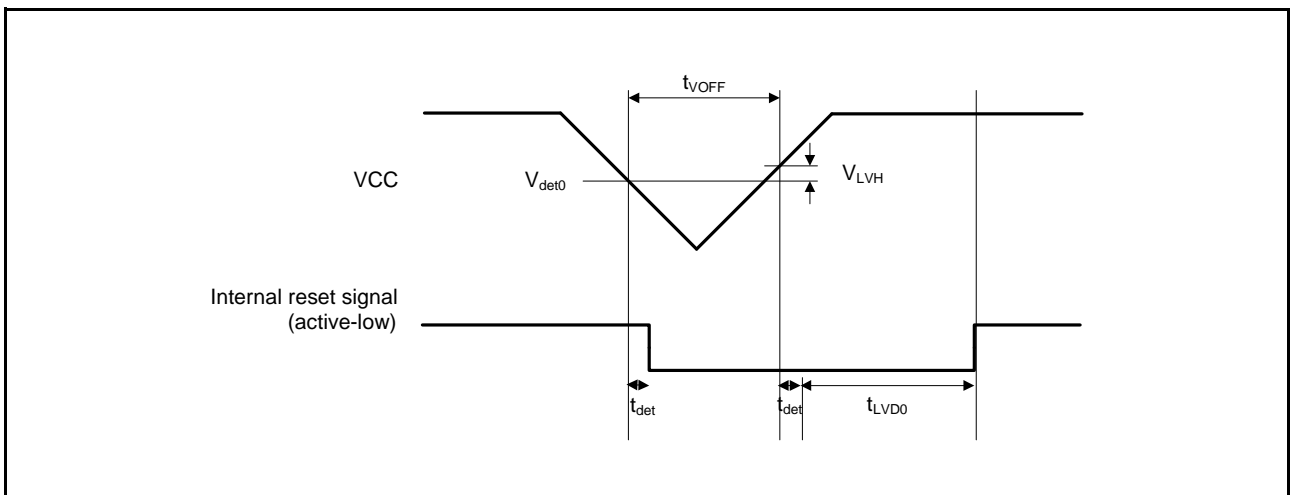 tVOFF
VCC
Vdet0
VLVH
Internal reset signal
(active-low)
tdet
tdet
tLVD0